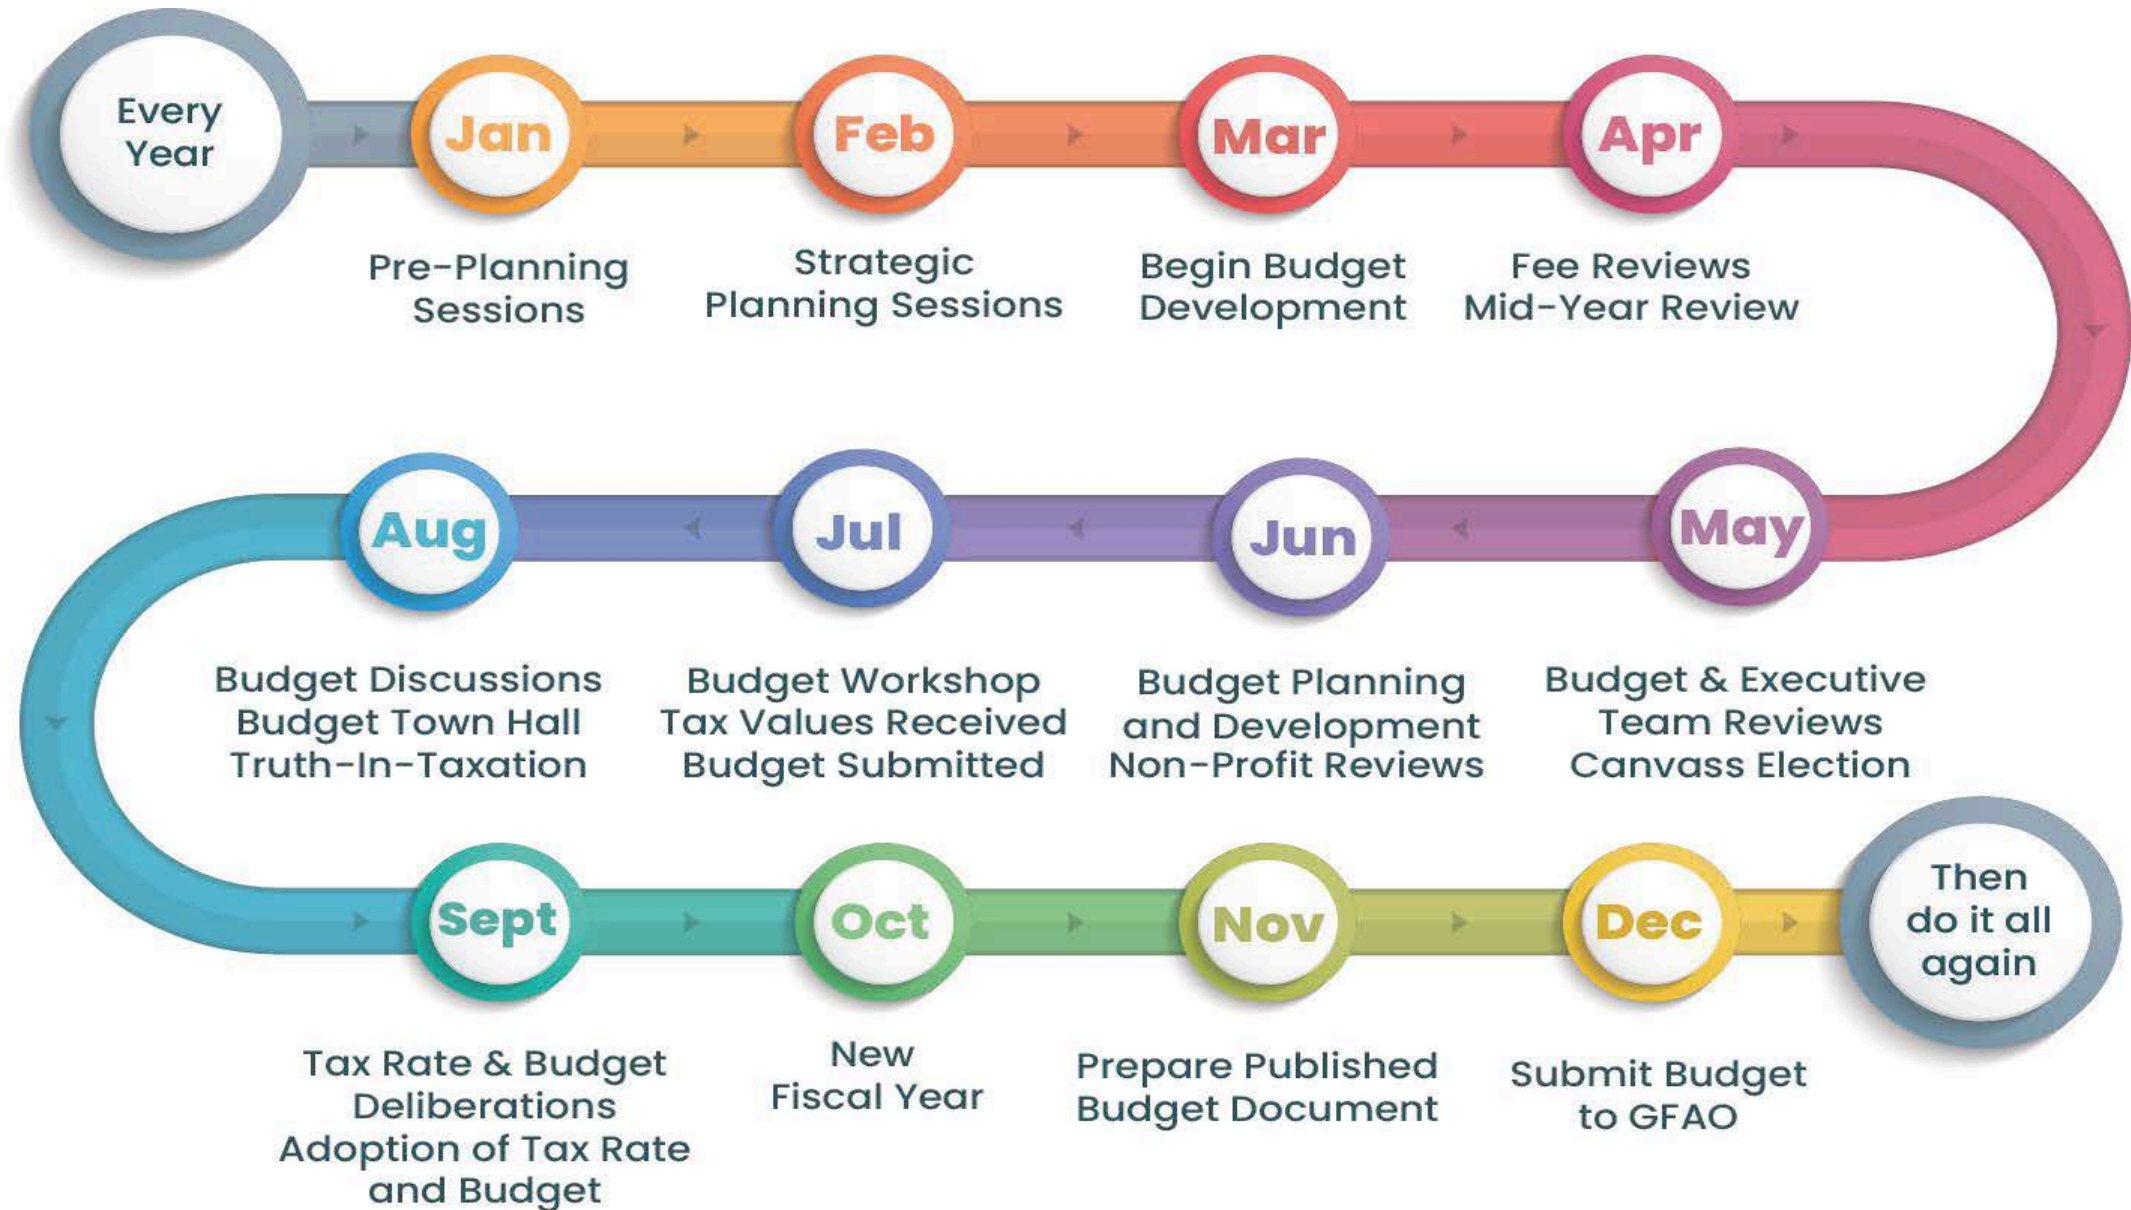 Every
Year
Jan
Feb
Mar
Apr
Pre-Planning
Sessions
Strategic
Planning Sessions
Begin Budget
Development
Fee Reviews
Mid-Year Review
May
Budget & Executive
Team Reviews
Canvass Election
Jun
Budget Planning
and Development
Non-Profit Reviews
Jul
Budget Workshop
Tax Values Received
Budget Submitted
Aug
Budget Discussions
Budget Town Hall
Truth-In-Taxation
Sept
Tax Rate & Budget
Deliberations
Adoption of Tax Rate
and Budget
Oct
New
Fiscal Year
Nov
Prepare Published
Budget Document
Dec
Submit Budget
to GFAO
Then
do it all
again